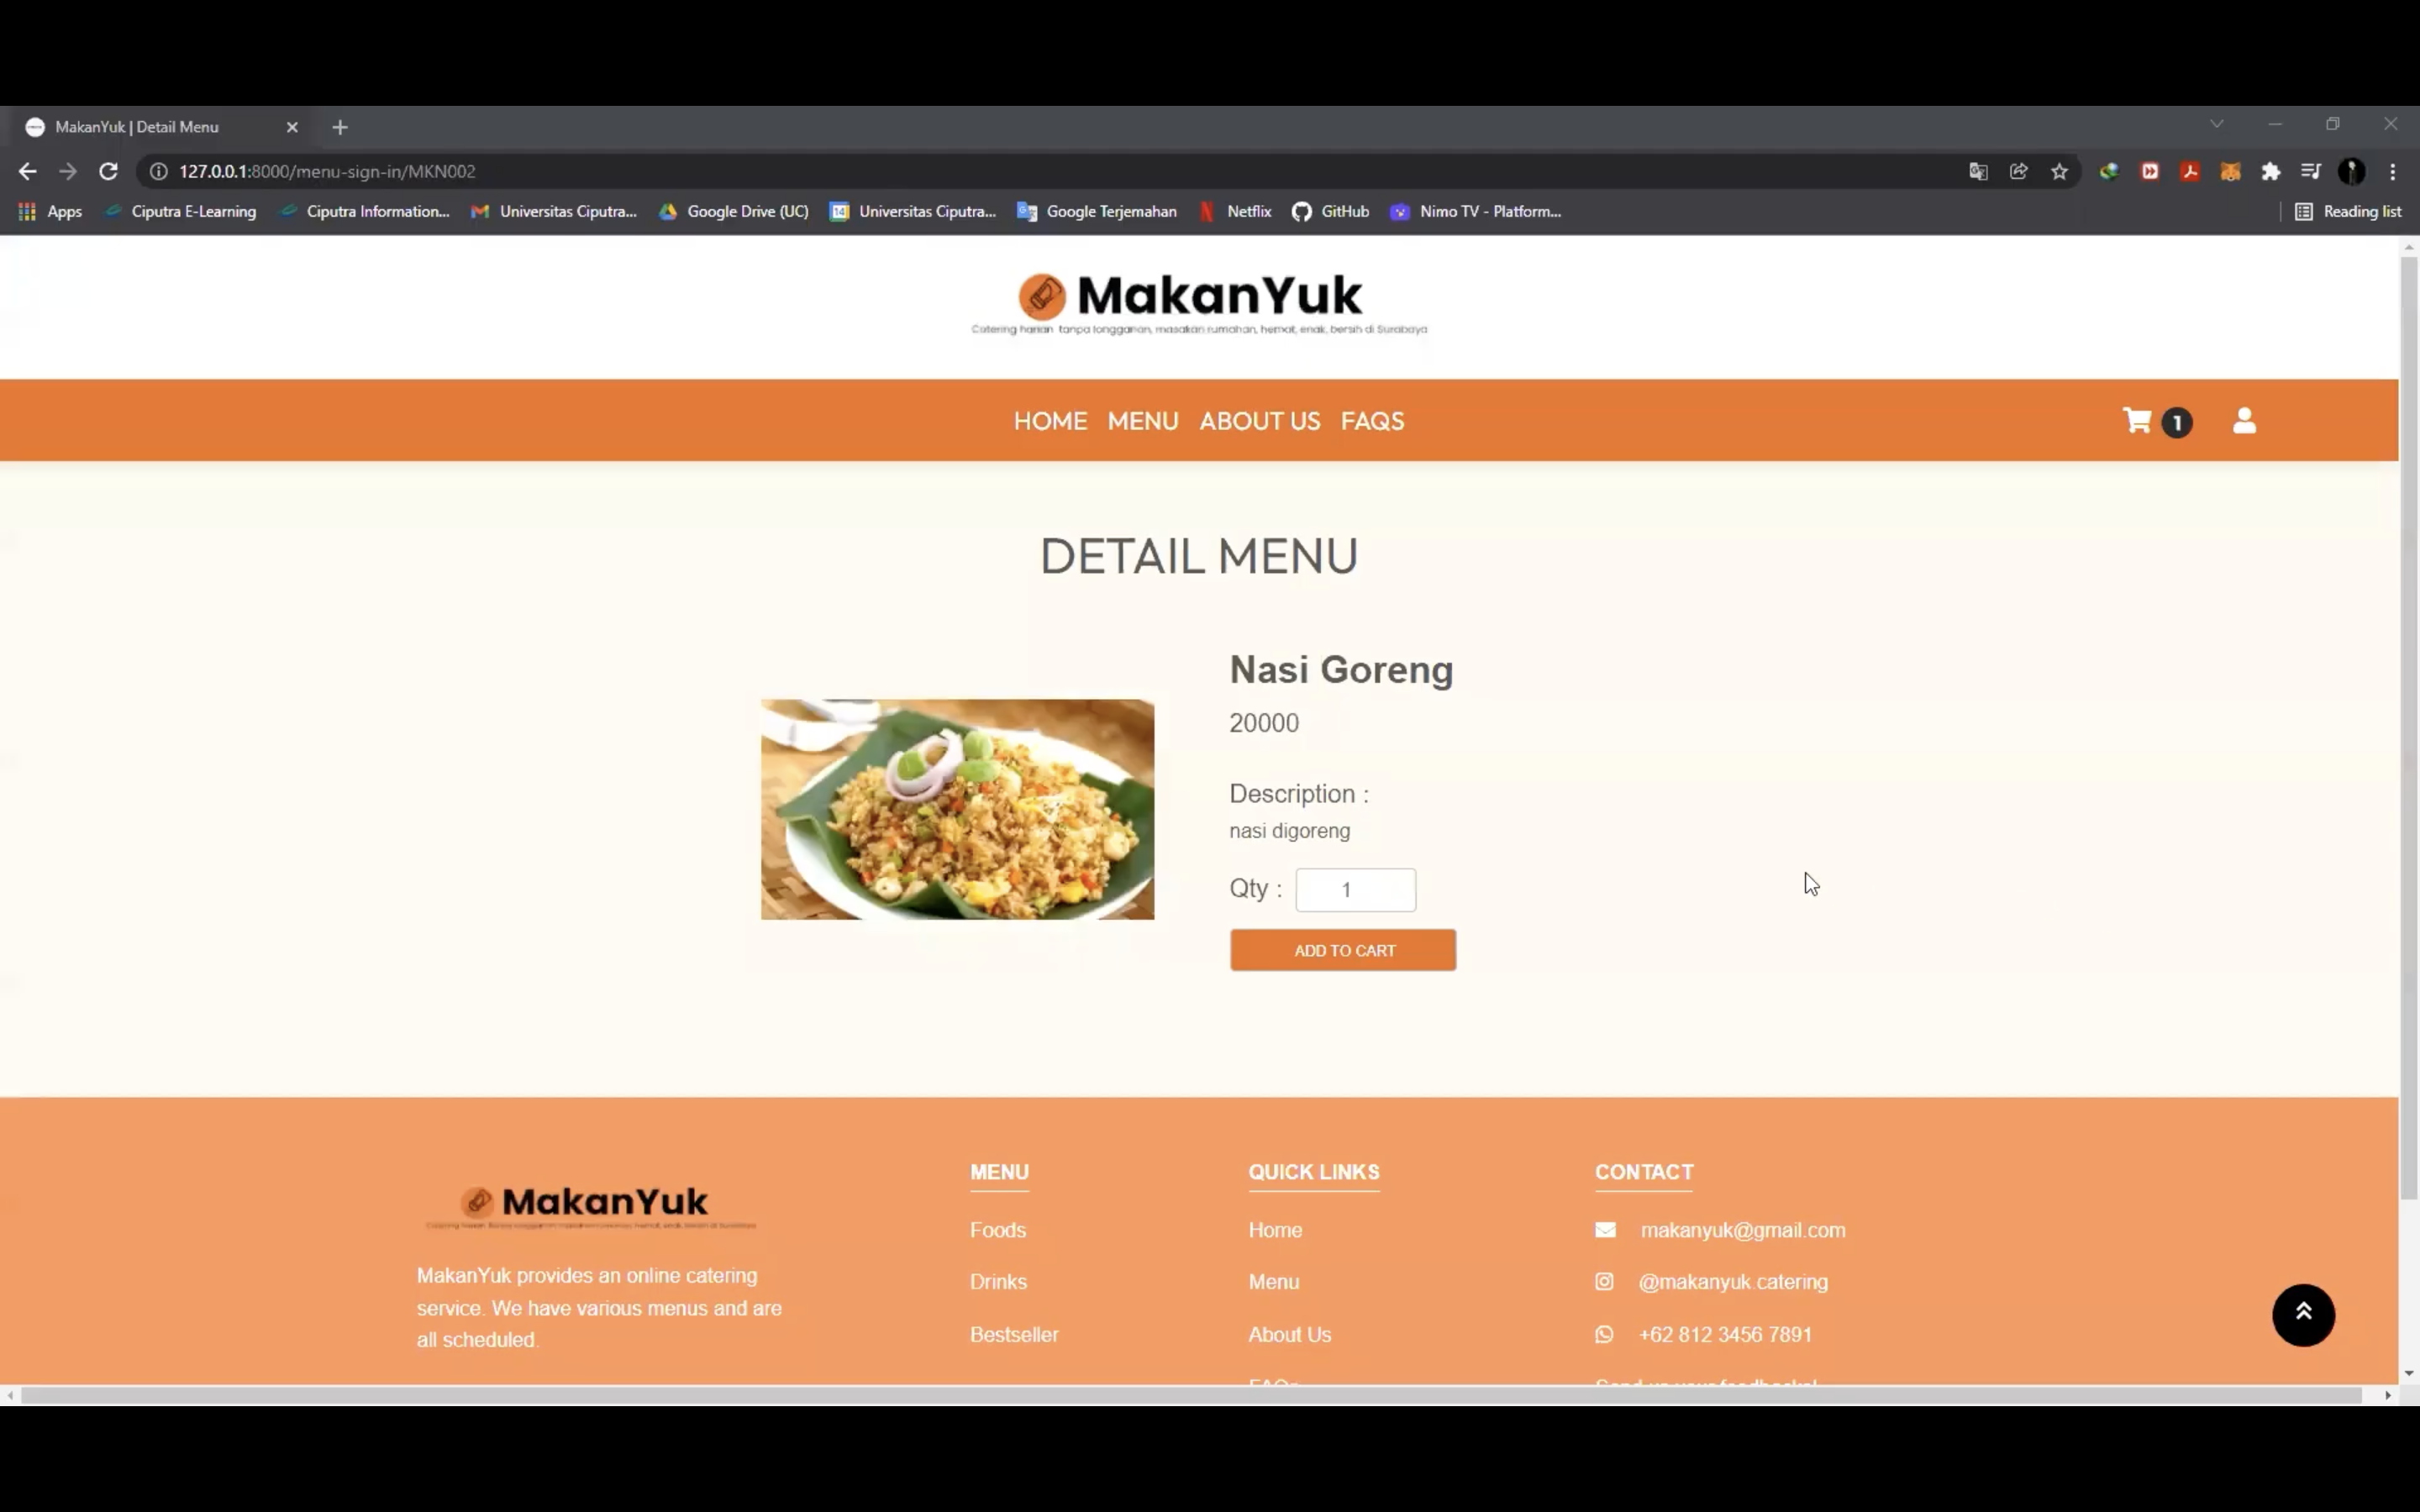 MakanYuk | Detail Menu
127.0.0.1:8000/menu-sign-in/MKN002
Apps Ciputra E-Learning Ciputra Information... Universitas Ciputra... Google Drive (UC) 14 Universitas Ciputra... Google Terjemahan Netflix GitHub Nimo TV - Platform... Reading list
MakanYuk
Catering harian tanpa langganan, masakan rumahan, hemat, enak, bersih di Surabaya
HOME MENU ABOUT US FAQS 1
DETAIL MENU
Nasi Goreng
20000
Description :
nasi digoreng
Qty : 1
ADD TO CART
MakanYuk
MakanYuk provides an online catering
service. We have various menus and are
all scheduled.
MENU
Foods
Drinks
Bestseller
QUICK LINKS
Home
Menu
About Us
FAQs
CONTACT
makanyuk@gmail.com
@makanyuk.catering
+62 812 3456 7891